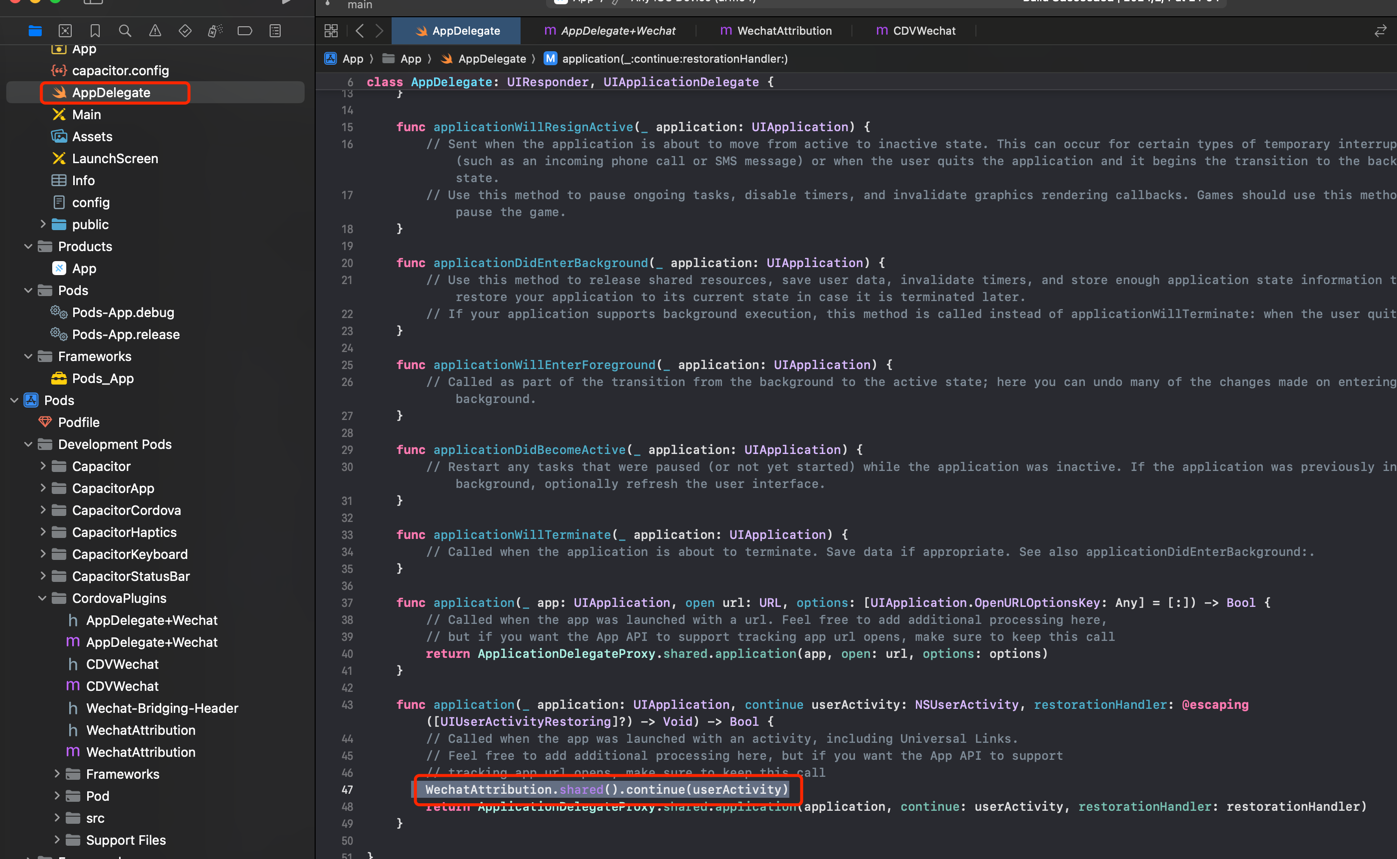 main
App
capacitor.config
AppDelegate
Main
Assets
LaunchScreen
Info
config
public
Products
App
Pods
Pods-App.debug
Pods-App.release
Frameworks
Pods_App
Pods
Podfile
Development Pods
Capacitor
CapacitorApp
CapacitorCordova
CapacitorHaptics
CapacitorKeyboard
CapacitorStatusBar
CordovaPlugins
AppDelegate+Wechat
AppDelegate+Wechat
CDVWechat
CDVWechat
Wechat-Bridging-Header
WechatAttribution
WechatAttribution
Frameworks
Pod
src
Support Files
AppDelegate AppDelegate+Wechat WechatAttribution CDVWechat
App 〉 App 〉 AppDelegate 〉 M application(_:continue:restorationHandler:)
6 class AppDelegate: UIResponder, UIApplicationDelegate {
13 }
14
15 func applicationWillResignActive(_ application: UIApplication) {
16 // Sent when the application is about to move from active to inactive state. This can occur for certain types of temporary interrup
(such as an incoming phone call or SMS message) or when the user quits the application and it begins the transition to the back
state.
17 // Use this method to pause ongoing tasks, disable timers, and invalidate graphics rendering callbacks. Games should use this metho
pause the game.
18 }
19
20 func applicationDidEnterBackground(_ application: UIApplication) {
21 // Use this method to release shared resources, save user data, invalidate timers, and store enough application state information t
restore your application to its current state in case it is terminated later.
22 // If your application supports background execution, this method is called instead of applicationWillTerminate: when the user quit
23 }
24
25 func applicationWillEnterForeground(_ application: UIApplication) {
26 // Called as part of the transition from the background to the active state; here you can undo many of the changes made on entering
background.
27 }
28
29 func applicationDidBecomeActive(_ application: UIApplication) {
30 // Restart any tasks that were paused (or not yet started) while the application was inactive. If the application was previously in
background, optionally refresh the user interface.
31 }
32
33 func applicationWillTerminate(_ application: UIApplication) {
34 // Called when the application is about to terminate. Save data if appropriate. See also applicationDidEnterBackground:.
35 }
36
37 func application(_ app: UIApplication, open url: URL, options: [UIApplication.OpenURLOptionsKey: Any] = [:]) -> Bool {
38 // Called when the app was launched with a url. Feel free to add additional processing here,
39 // but if you want the App API to support tracking app url opens, make sure to keep this call
40 return ApplicationDelegateProxy.shared.application(app, open: url, options: options)
41 }
42
43 func application(_ application: UIApplication, continue userActivity: NSUserActivity, restorationHandler: @escaping
([UIUserActivityRestoring]?) -> Void) -> Bool {
44 // Called when the app was launched with an activity, including Universal Links.
45 // Feel free to add additional processing here, but if you want the App API to support
46 // tracking app url opens, make sure to keep this call
47 WechatAttribution.shared().continue(userActivity)
48 return ApplicationDelegateProxy.shared.application(application, continue: userActivity, restorationHandler: restorationHandler)
49 }
50
51 }